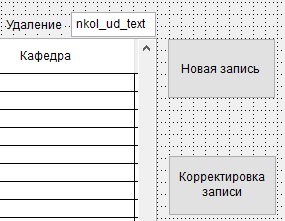 Удаление nkol_ud_text
Кафедра
Новая запись
Корректировка
записи